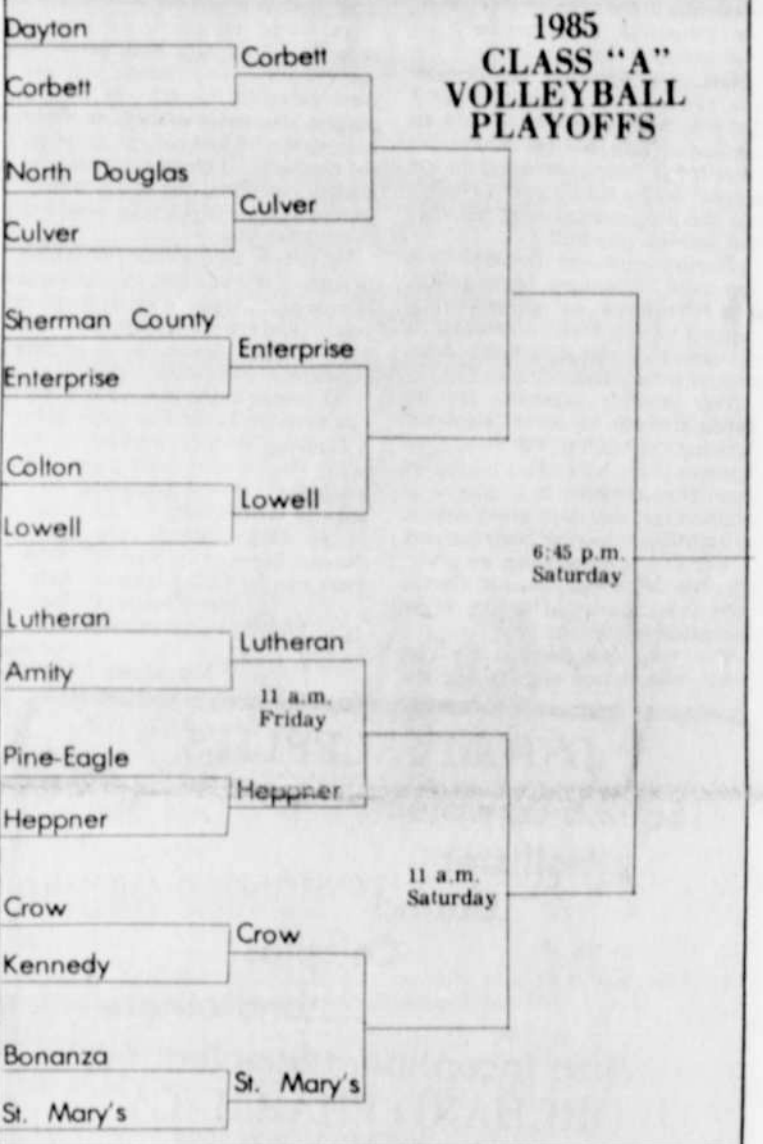 1985
CLASS "A"
VOLLEYBALL
PLAYOFFS
Dayton
Corbett
Corbett
North Douglas
Culver
Culver
Sherman County
Enterprise
Enterprise
Colton
Lowell
Lowell
6:45 p.m.
Saturday
Lutheran
Lutheran
Amity
11 a.m.
Friday
Pine-Eagle
Heppner
Heppner
11 a.m.
Saturday
Crow
Crow
Kennedy
Bonanza
St. Mary's
St. Mary's